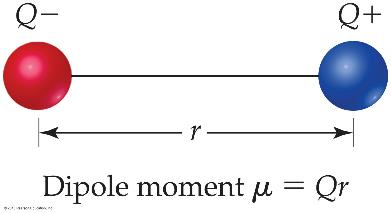 Q− Q+
r
Dipole moment μ = Qr